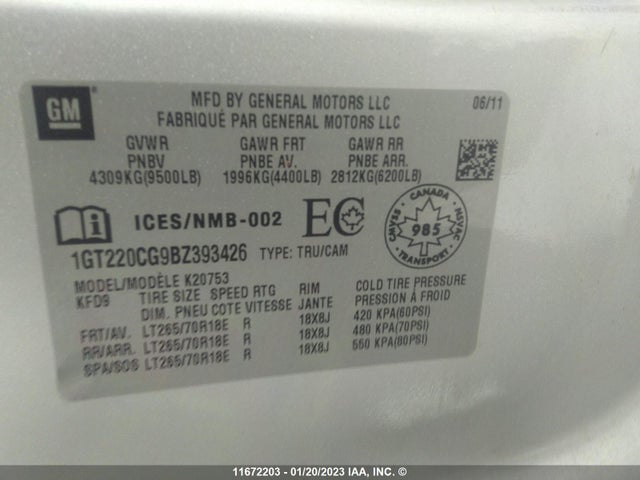 GM
MFD BY GENERAL MOTORS LLC 06/11
FABRIQUÉ PAR GENERAL MOTORS LLC
GVWR GAWR FRT GAWR RR
PNBV PNBE AV. PNBE ARR.
4309KG(9500LB) 1996KG(4400LB) 2812KG(6200LB)
ICES/NMB-002 EC
CANADA
CMVSS 985 NSVAC
TRANSPORT
1GT220CG9BZ393426 TYPE: TRU/CAM
MODEL/MODÈLE K20753
KFD9 TIRE SIZE SPEED RTG RIM COLD TIRE PRESSURE
DIM. PNEU COTE VITESSE JANTE PRESSION À FROID
FRT/AV. LT265/70R18E R 18X8J 420 KPA(60PSI)
RR/ARR. LT265/70R18E R 18X8J 480 KPA(70PSI)
SPA/SOS LT265/70R18E R 18X8J 550 KPA(80PSI)
11672203 - 01/20/2023 IAA, Inc. ©